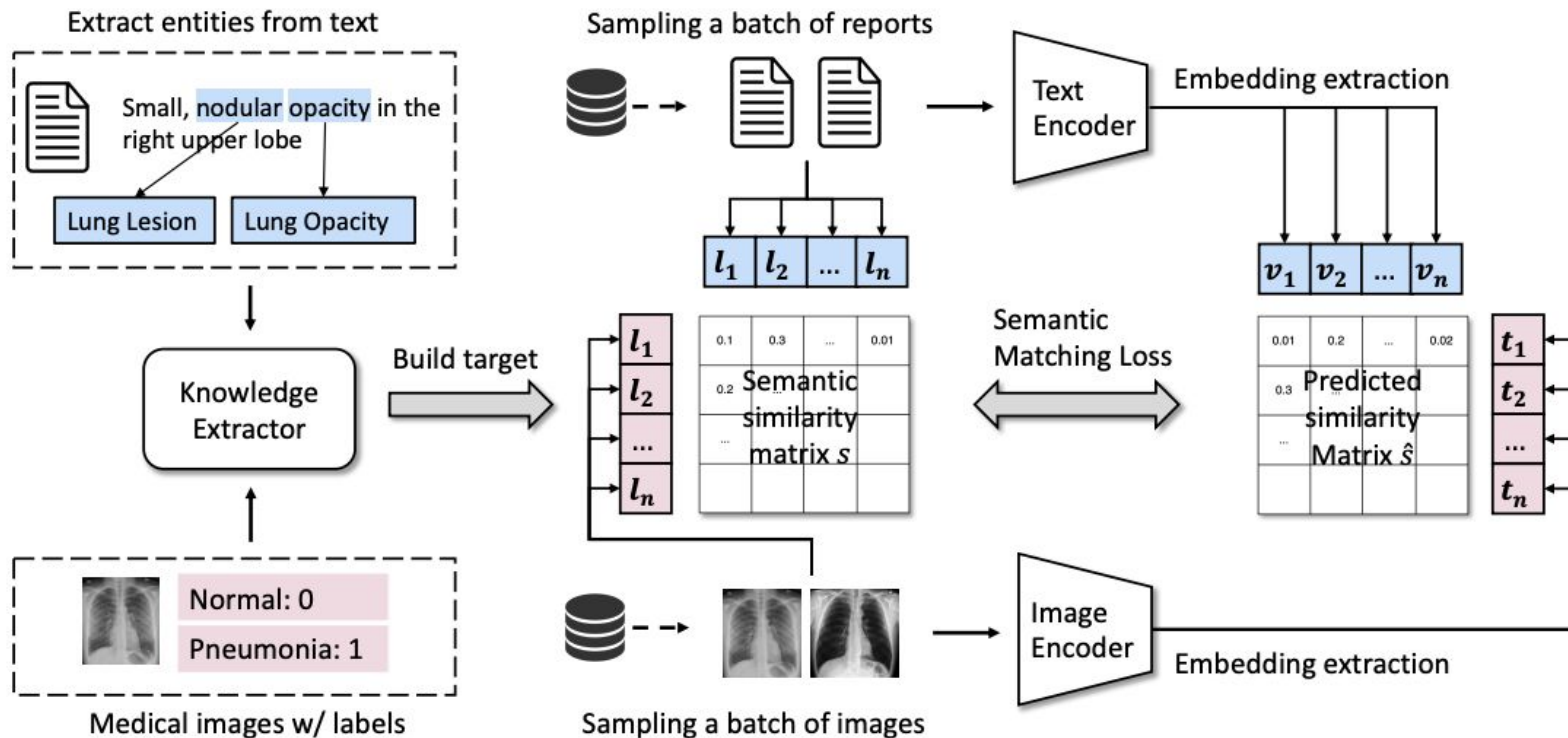 Extract entities from text
Small, nodular opacity in the
right upper lobe
Lung Lesion
Lung Opacity
Knowledge
Extractor
Normal: 0
Pneumonia: 1
Medical images w/ labels
Build target
Sampling a batch of reports
l₁ l₂ ... lₙ
l₁
l₂
...
lₙ
0.1 0.3 ... 0.01
0.2 ...
...
Semantic
similarity
matrix s
Sampling a batch of images
Text
Encoder
Embedding extraction
Semantic
Matching Loss
v₁ v₂ ... vₙ
0.01 0.2 ... 0.02
0.3 ...
...
Predicted
similarity
Matrix ŝ
t₁
t₂
...
tₙ
Image
Encoder
Embedding extraction